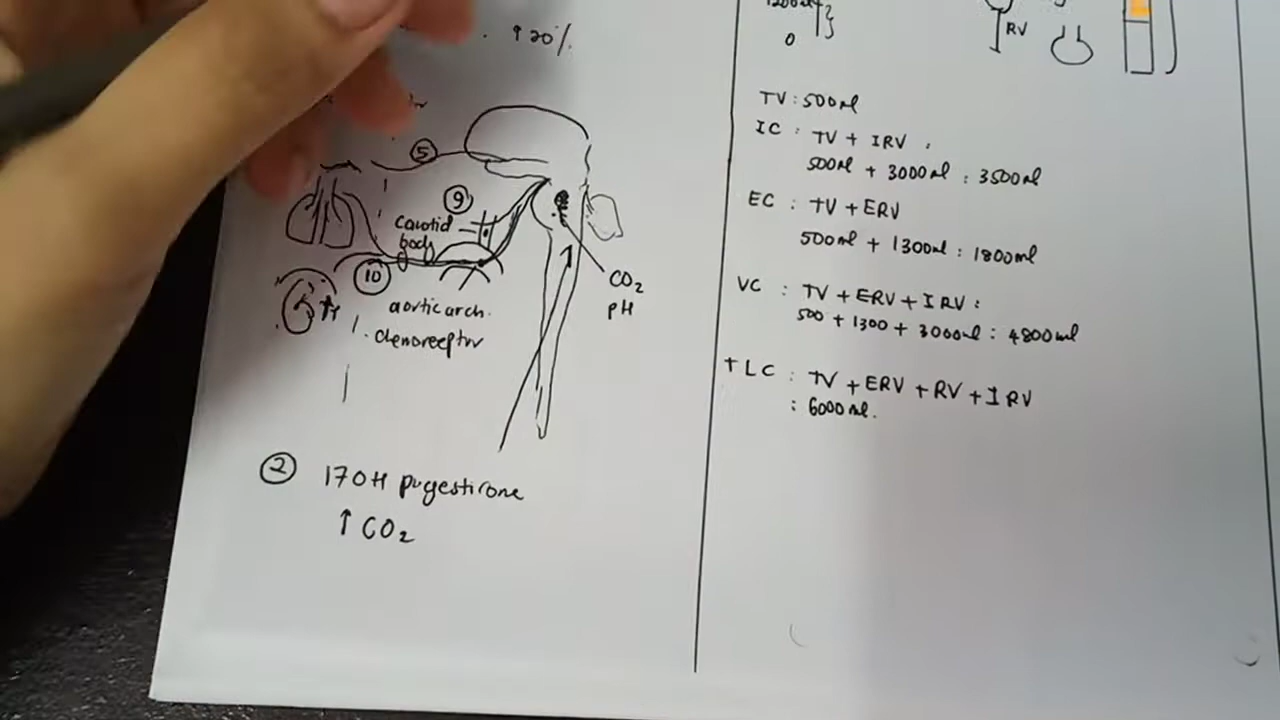 ↑20%
5
9
Carotid
body
10
aortic arch.
chemoreceptor
CO₂
pH
2 17OH progesterone
↑ CO₂
0
RV
TV : 500ml
IC : TV + IRV :
500ml + 3000ml : 3500ml
EC : TV + ERV
500ml + 1300ml : 1800ml
VC : TV + ERV + IRV :
500 + 1300 + 3000ml : 4800ml
TLC : TV + ERV + RV + IRV
: 6000ml.